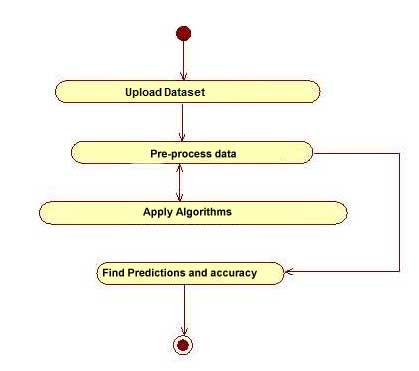 Upload Dataset
Pre-process data
Apply Algorithms
Find Predictions and accuracy